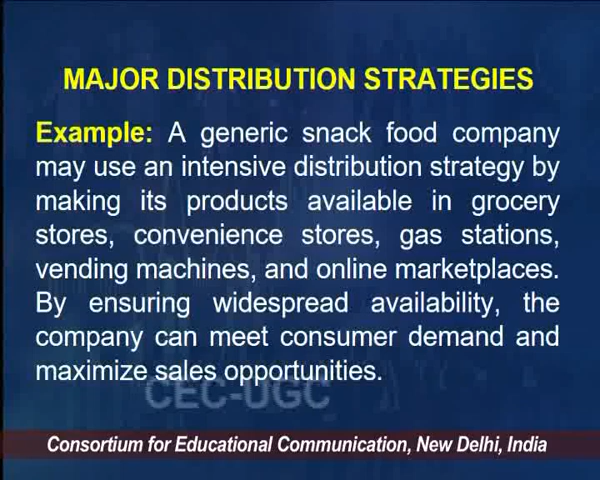 MAJOR DISTRIBUTION STRATEGIES
Example: A generic snack food company
may use an intensive distribution strategy by
making its products available in grocery
stores, convenience stores, gas stations,
vending machines, and online marketplaces.
By ensuring widespread availability, the
company can meet consumer demand and
maximize sales opportunities.
CEC-UGC
Consortium for Educational Communication, New Delhi, India